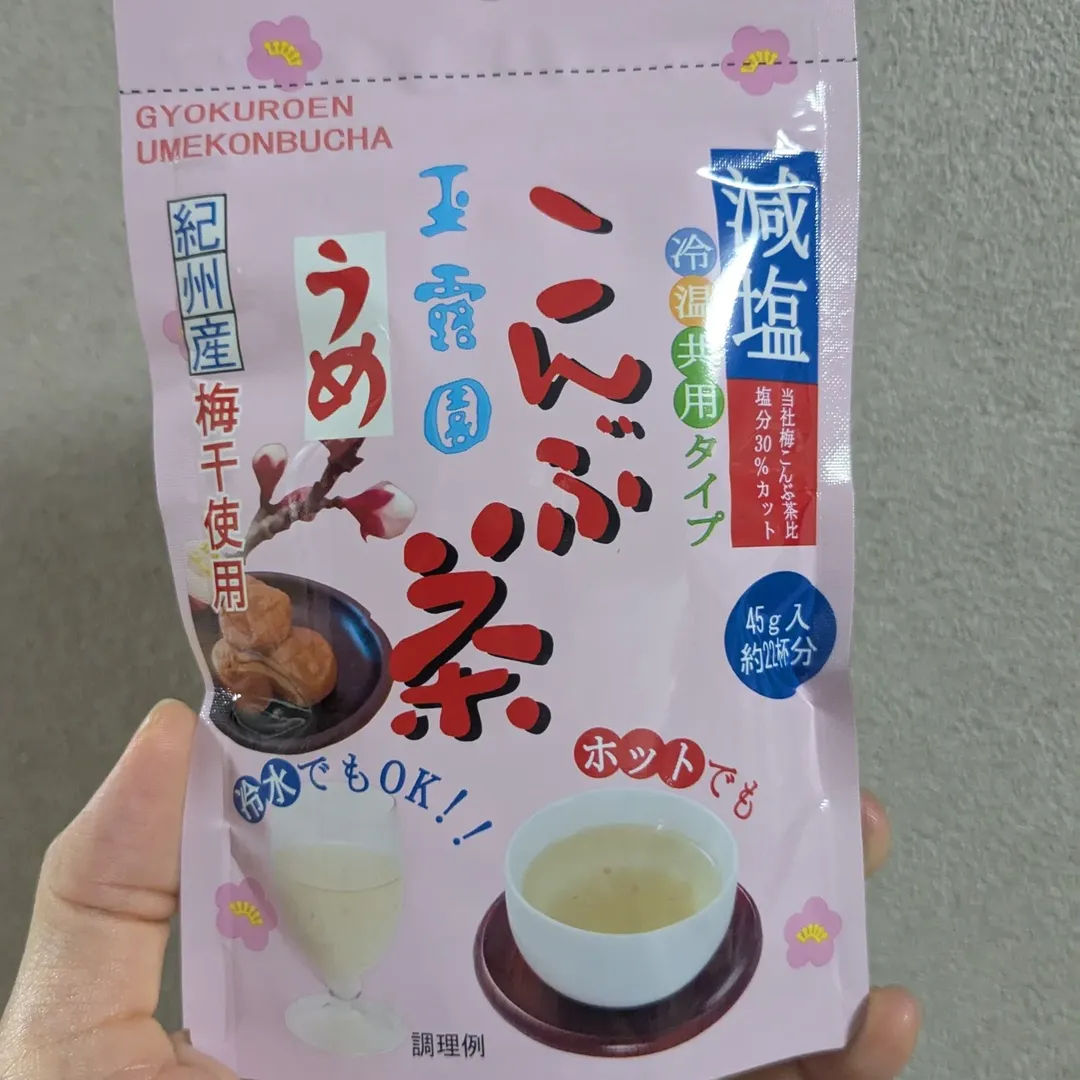 GYOKUROEN
UMEKONBUCHA
減塩
当社梅こんぶ茶比
塩分30%カット
冷温共用タイプ
こんぶ茶
玉露園
うめ
紀州産
梅干使用
45g入
約22杯分
冷水でもOK!!
ホットでも
調理例